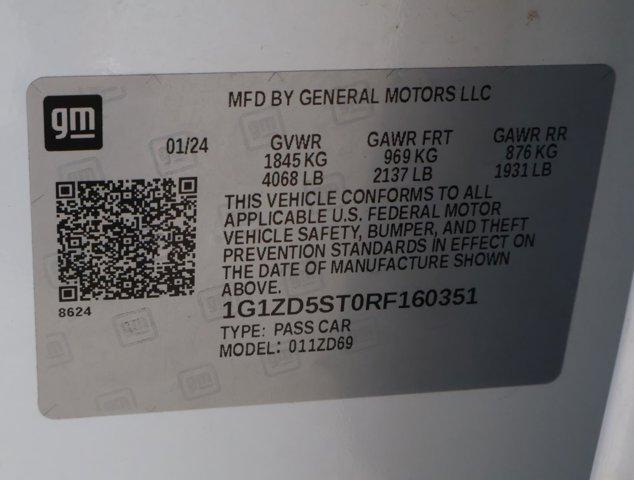 gm
MFD BY GENERAL MOTORS LLC
01/24 GVWR GAWR FRT GAWR RR
1845 KG 969 KG 876 KG
4068 LB 2137 LB 1931 LB
THIS VEHICLE CONFORMS TO ALL
APPLICABLE U.S. FEDERAL MOTOR
VEHICLE SAFETY, BUMPER, AND THEFT
PREVENTION STANDARDS IN EFFECT ON
THE DATE OF MANUFACTURE SHOWN
ABOVE.
8624
1G1ZD5ST0RF160351
TYPE: PASS CAR
MODEL: 011ZD69